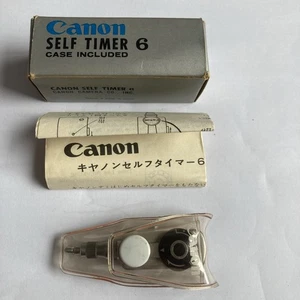 Canon
SELF TIMER 6
CASE INCLUDED
CANON SELF TIMER 6
Canon
キヤノンセルフタイマー6